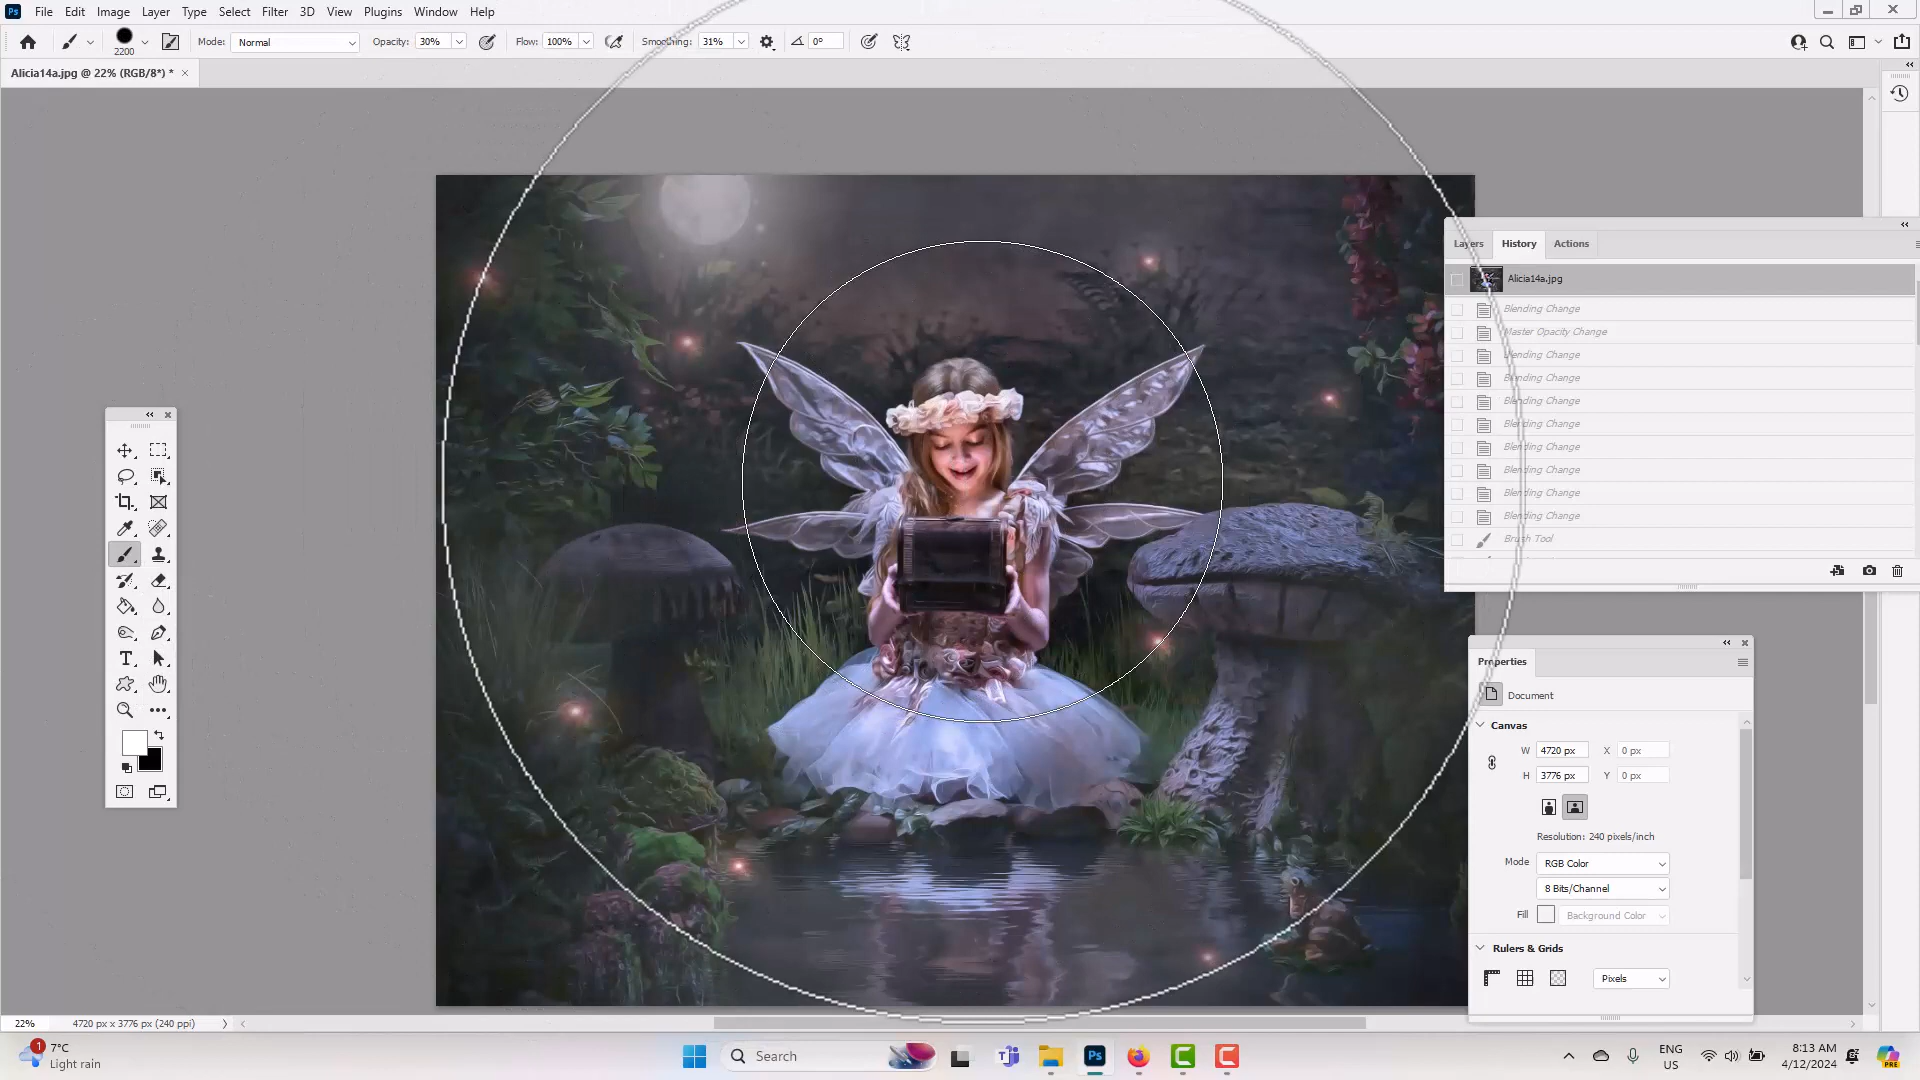 Ps File Edit Image Layer Type Select Filter 3D View Plugins Window Help
2200 Mode: Normal Opacity: 30% Flow: 100% Smoothing: 31% 0°
Alicia14a.jpg @ 22% (RGB/8*) *
Layers History Actions
Alicia14a.jpg
Blending Change
Master Opacity Change
Blending Change
Blending Change
Blending Change
Blending Change
Blending Change
Blending Change
Blending Change
Blending Change
Brush Tool
Properties
Document
Canvas
W 4720 px X 0 px
H 3776 px Y 0 px
Resolution: 240 pixels/inch
Mode RGB Color
8 Bits/Channel
Fill Background Color
Rulers & Grids
Pixels
22% 4720 px x 3776 px (240 ppi)
1 7°C
Light rain
Search
Ps
ENG
US
8:13 AM
4/12/2024
PRE